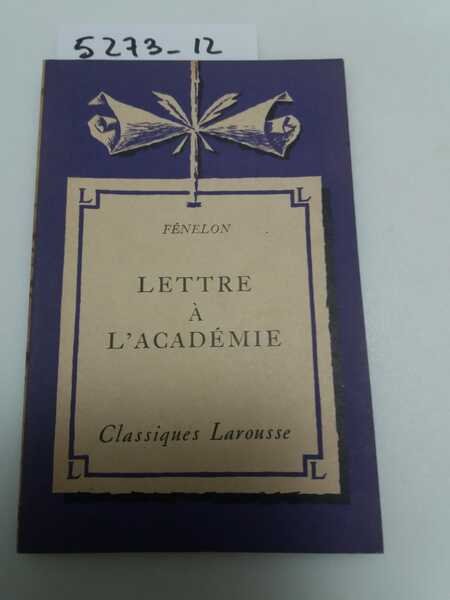 5273-12
L L
FÉNELON
LETTRE
À
L'ACADÉMIE
Classiques Larousse
L L